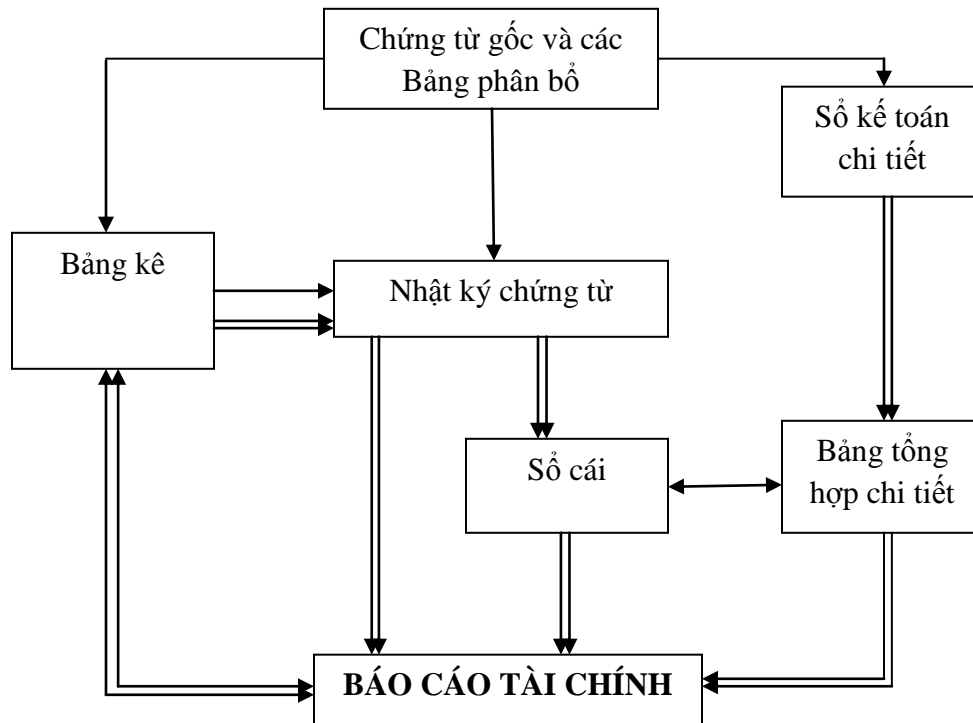 Chứng từ gốc và các
Bảng phân bổ
Sổ kế toán
chi tiết
Bảng kê
Nhật ký chứng từ
Sổ cái
Bảng tổng
hợp chi tiết
BÁO CÁO TÀI CHÍNH